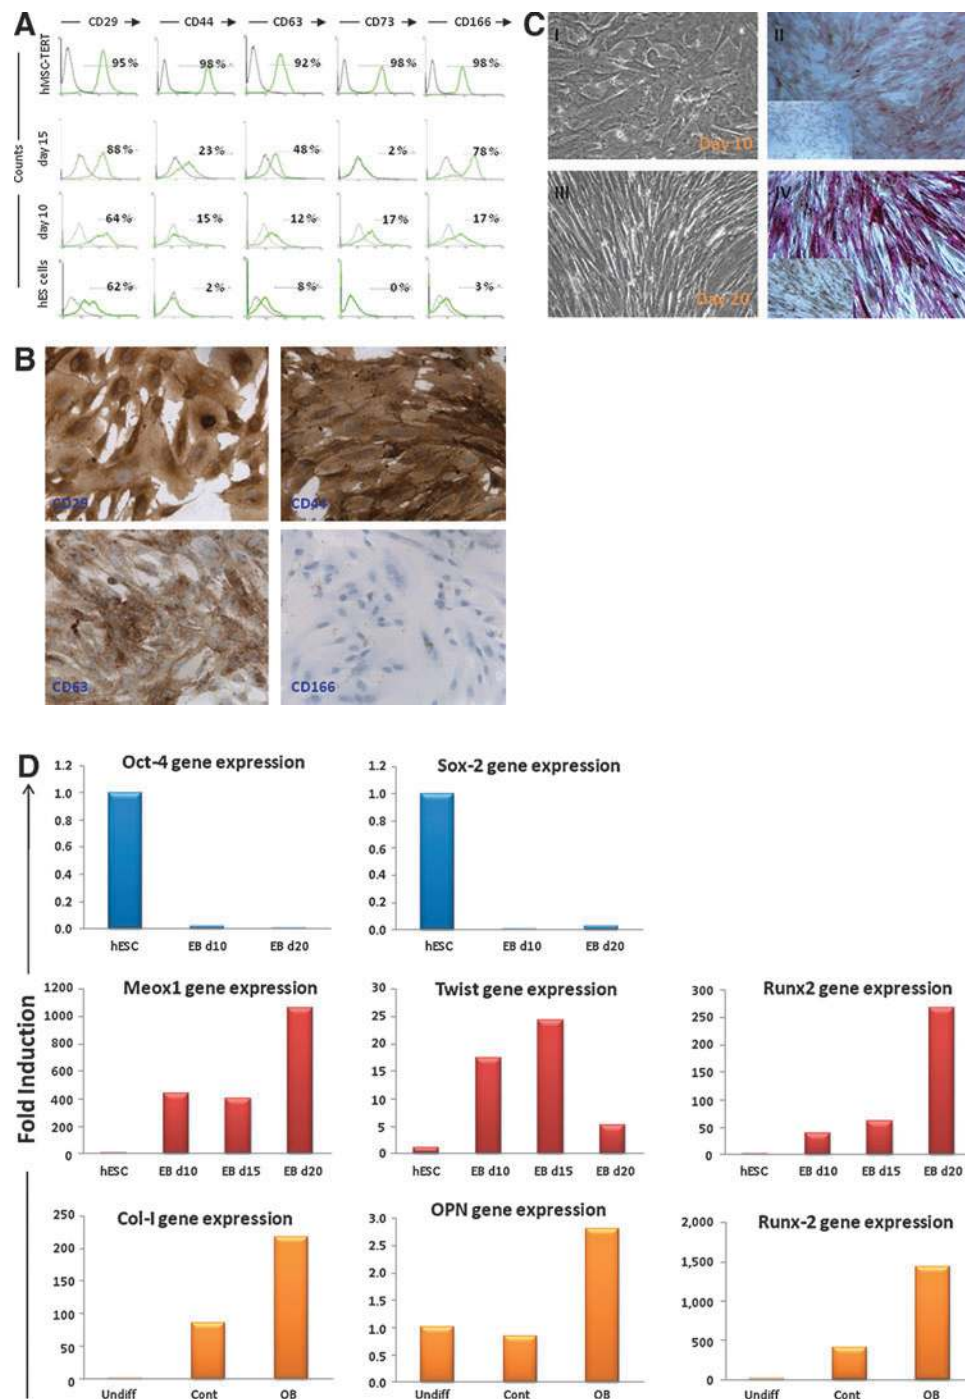 A
CD29 CD44 CD63 CD73 CD166
Counts
hMSC-TERT
95% 98% 92% 98% 98%
day 15
88% 23% 48% 2% 78%
day 10
64% 15% 12% 17% 17%
hES cells
62% 2% 8% 0% 3%
B
CD29
CD44
CD63
CD166
C
I
Day 10
II
III
Day 20
IV
D
Fold Induction
Oct-4 gene expression
1.2
1.0
0.8
0.6
0.4
0.2
0.0
hESC EB d10 EB d20
Sox-2 gene expression
1.2
1.0
0.8
0.6
0.4
0.2
0.0
hESC EB d10 EB d20
Meox1 gene expression
1200
1000
800
600
400
200
0
hESC EB d10 EB d15 EB d20
Twist gene expression
30
25
20
15
10
5
0
hESC EB d10 EB d15 EB d20
Runx2 gene expression
300
250
200
150
100
50
0
hESC EB d10 EB d15 EB d20
Col-I gene expression
250
200
150
100
50
0
Undiff Cont OB
OPN gene expression
3.0
2.5
2.0
1.5
1.0
0.5
0.0
Undiff Cont OB
Runx-2 gene expression
2,000
1,500
1,000
500
0
Undiff Cont OB